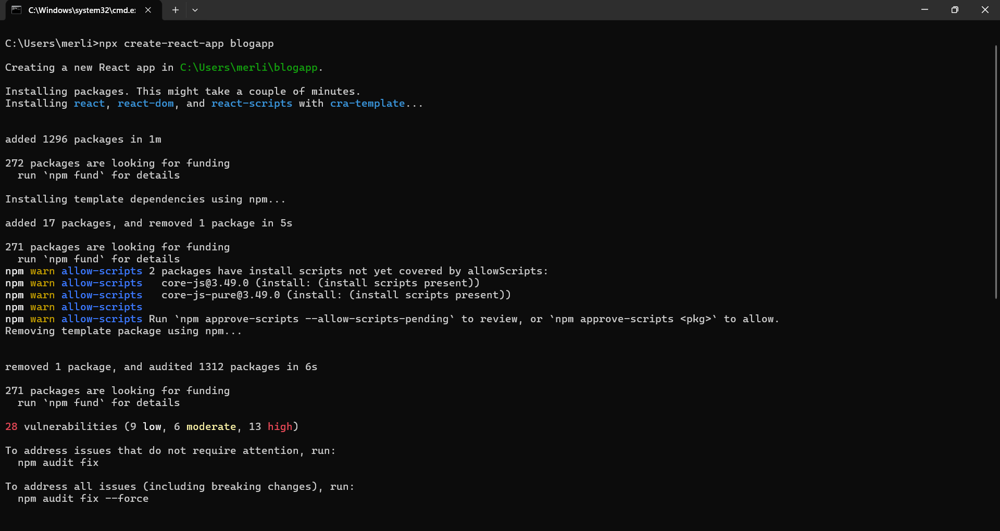 C:\Windows\system32\cmd.e
C:\Users\merli>npx create-react-app blogapp
Creating a new React app in C:\Users\merli\blogapp.
Installing packages. This might take a couple of minutes.
Installing react, react-dom, and react-scripts with cra-template...
added 1296 packages in 1m
272 packages are looking for funding
  run `npm fund` for details
Installing template dependencies using npm...
added 17 packages, and removed 1 package in 5s
271 packages are looking for funding
  run `npm fund` for details
npm warn allow-scripts 2 packages have install scripts not yet covered by allowScripts:
npm warn allow-scripts   core-js@3.49.0 (install: (install scripts present))
npm warn allow-scripts   core-js-pure@3.49.0 (install: (install scripts present))
npm warn allow-scripts
npm warn allow-scripts Run `npm approve-scripts --allow-scripts-pending` to review, or `npm approve-scripts <pkg>` to allow.
Removing template package using npm...
removed 1 package, and audited 1312 packages in 6s
271 packages are looking for funding
  run `npm fund` for details
28 vulnerabilities (9 low, 6 moderate, 13 high)
To address issues that do not require attention, run:
  npm audit fix
To address all issues (including breaking changes), run:
  npm audit fix --force